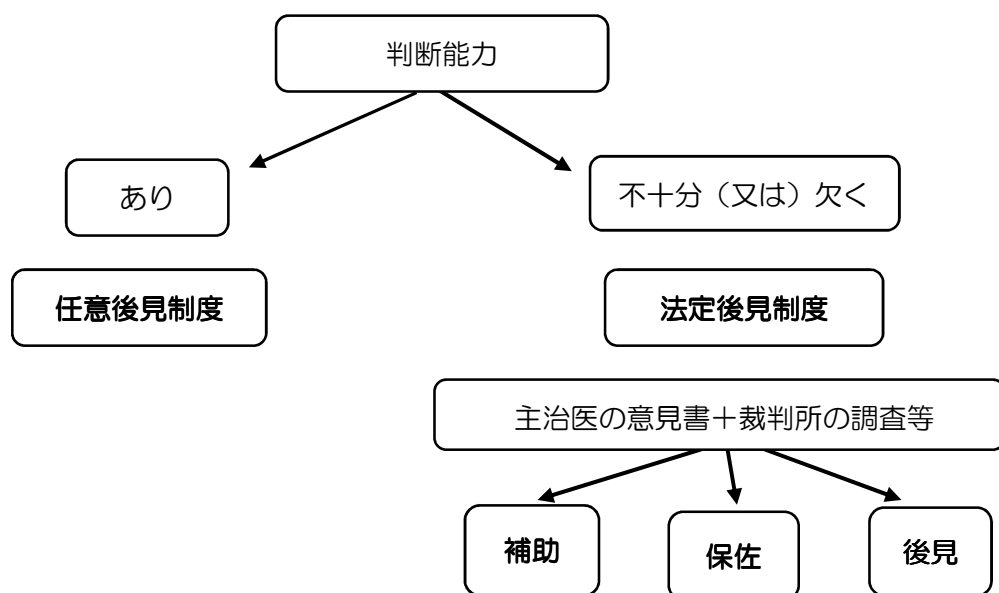 判断能力
あり
不十分（又は）欠く
任意後見制度
法定後見制度
主治医の意見書＋裁判所の調査等
補助
保佐
後見